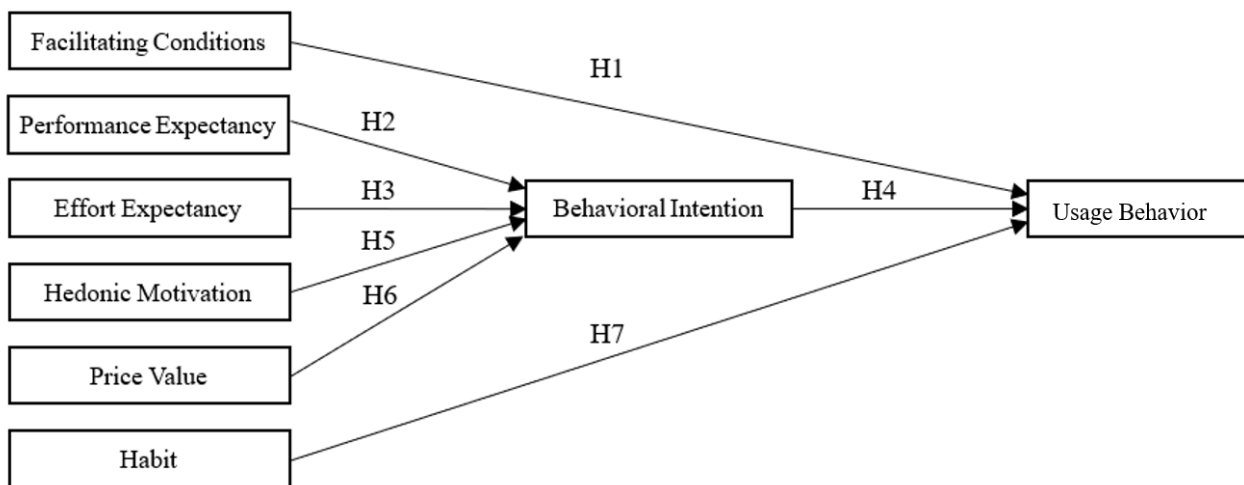 Facilitating Conditions
H1
Performance Expectancy
H2
Effort Expectancy
H3
Behavioral Intention
H4
Usage Behavior
H5
Hedonic Motivation
H6
Price Value
H7
Habit